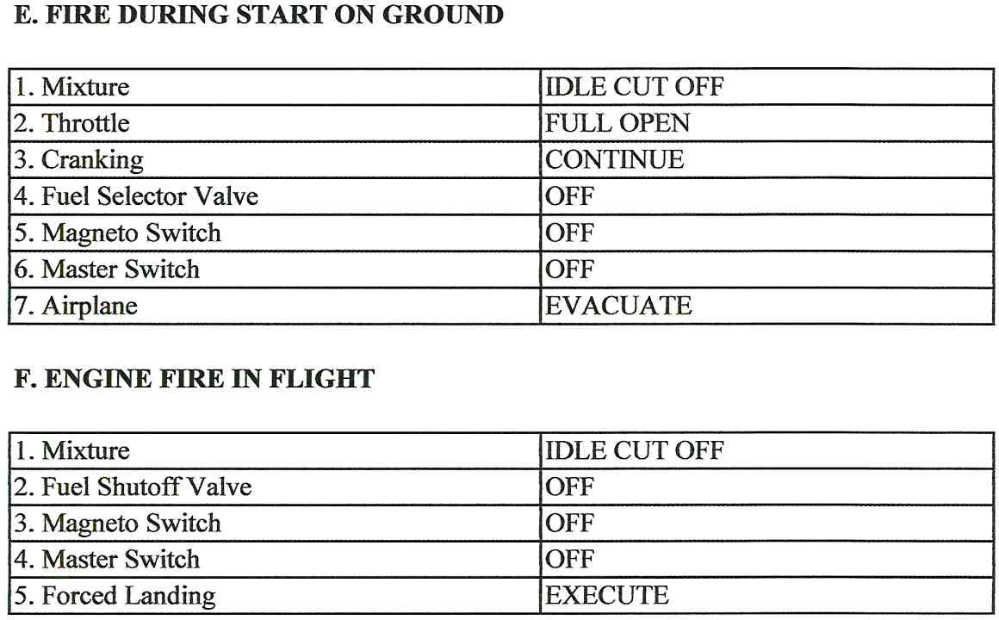 E. FIRE DURING START ON GROUND
1. Mixture IDLE CUT OFF
2. Throttle FULL OPEN
3. Cranking CONTINUE
4. Fuel Selector Valve OFF
5. Magneto Switch OFF
6. Master Switch OFF
7. Airplane EVACUATE
F. ENGINE FIRE IN FLIGHT
1. Mixture IDLE CUT OFF
2. Fuel Shutoff Valve OFF
3. Magneto Switch OFF
4. Master Switch OFF
5. Forced Landing EXECUTE